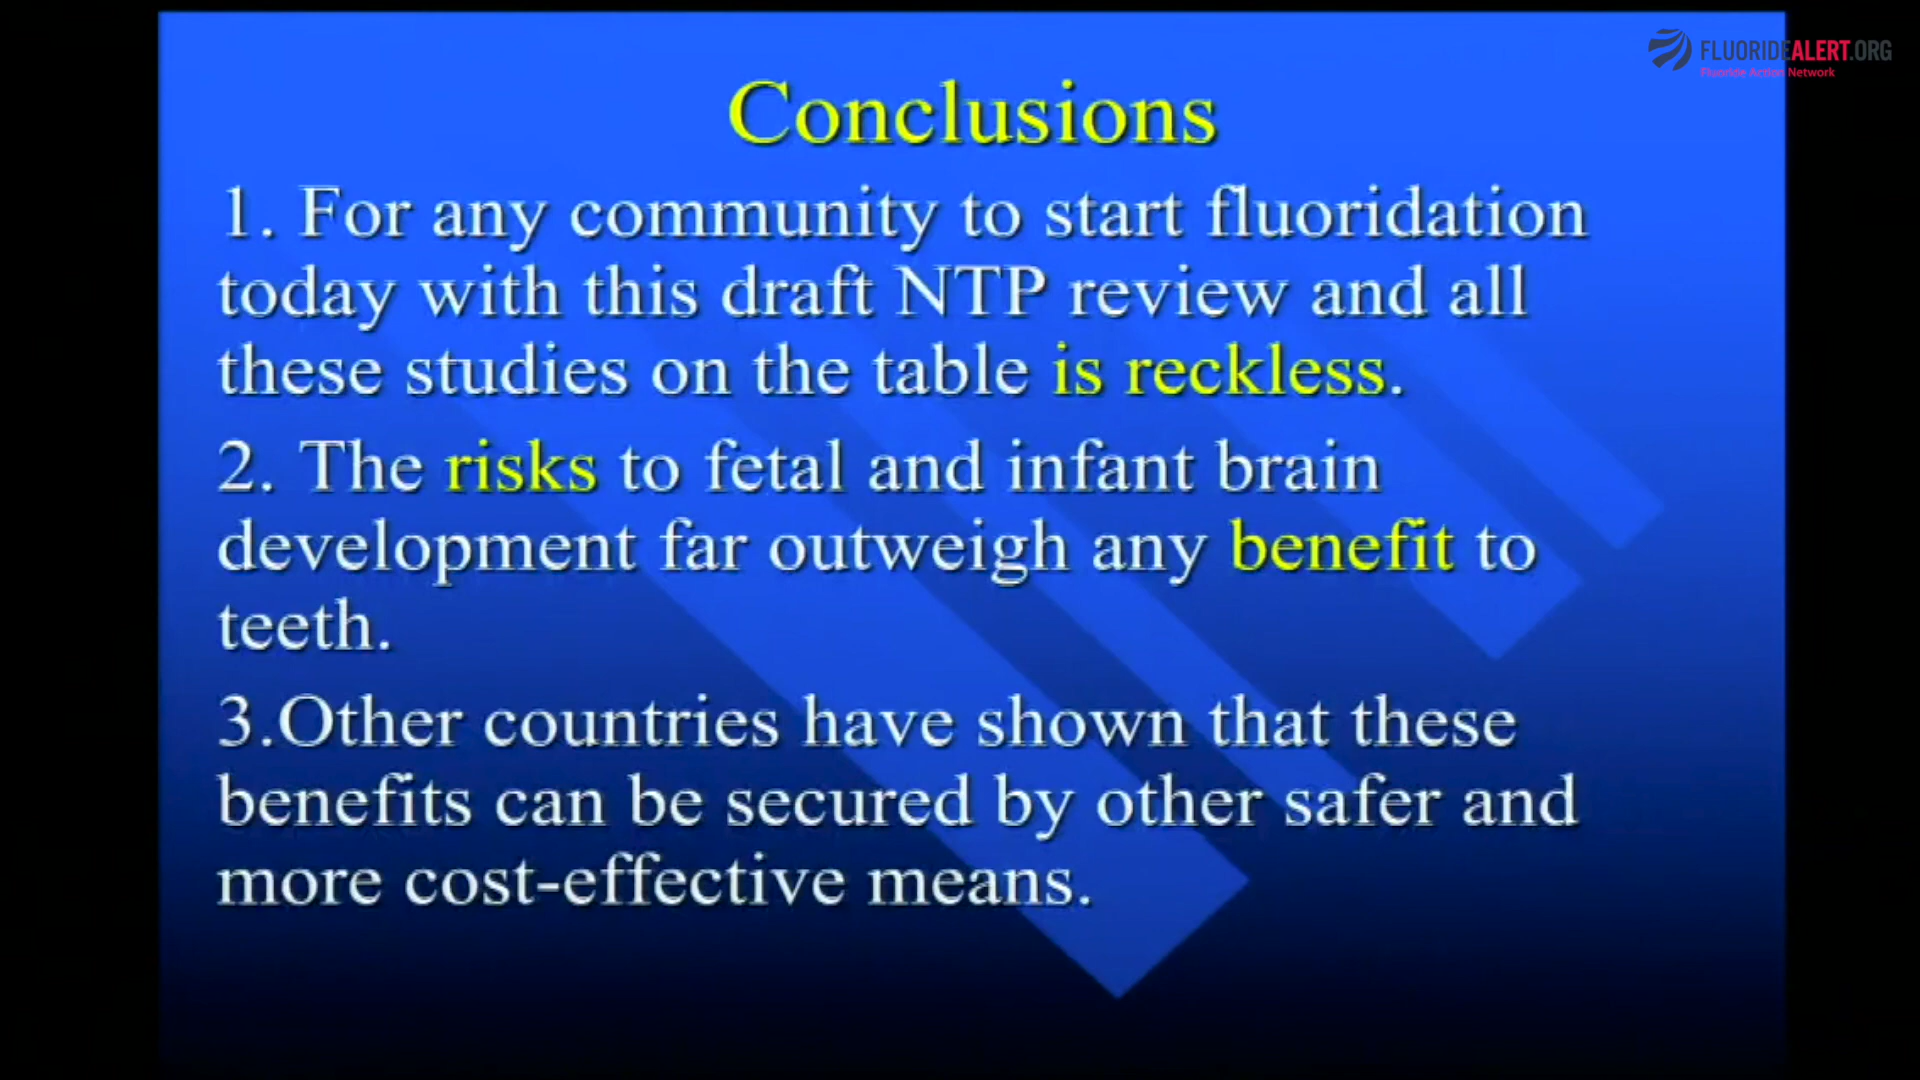 FLUORIDEALERT.ORG
Fluoride Action Network
Conclusions
1. For any community to start fluoridation
today with this draft NTP review and all
these studies on the table is reckless.
2. The risks to fetal and infant brain
development far outweigh any benefit to
teeth.
3.Other countries have shown that these
benefits can be secured by other safer and
more cost-effective means.